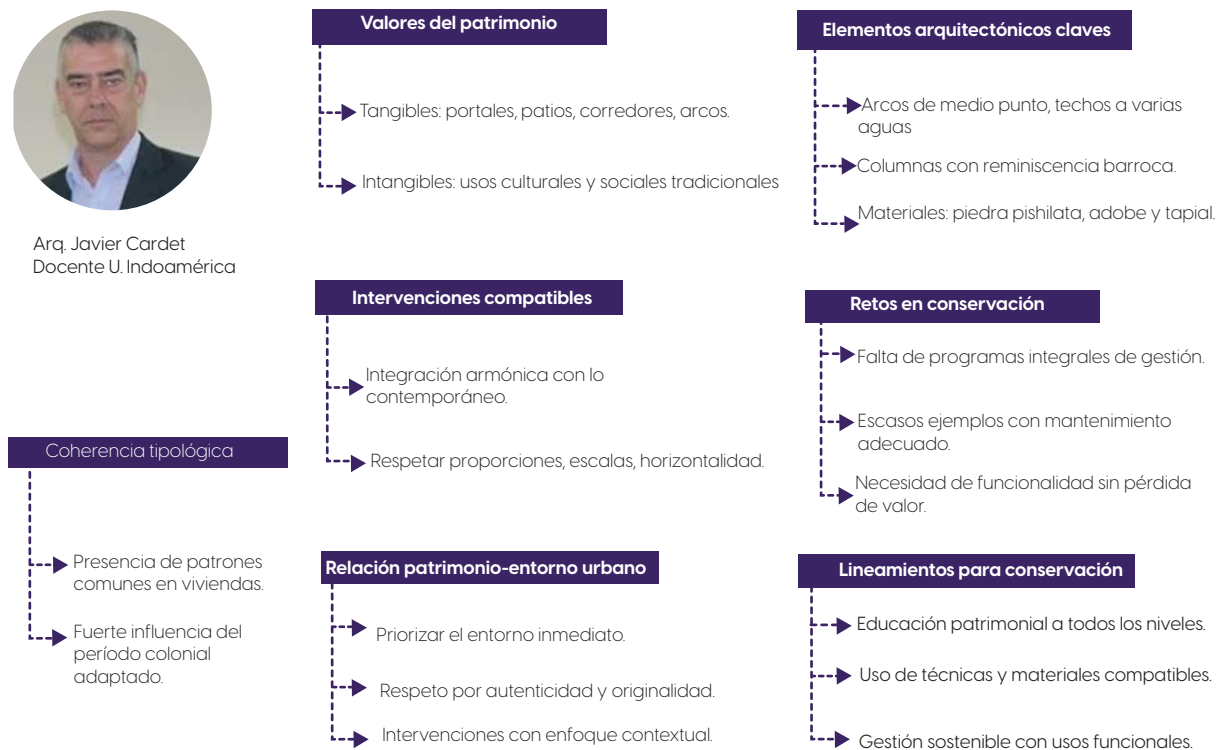 Arq. Javier Cardet
Docente U. Indoamérica
Coherencia tipológica
Presencia de patrones
comunes en viviendas.
Fuerte influencia del
período colonial
adaptado.
Valores del patrimonio
Tangibles: portales, patios, corredores, arcos.
Intangibles: usos culturales y sociales tradicionales
Intervenciones compatibles
Integración armónica con lo
contemporáneo.
Respetar proporciones, escalas, horizontalidad.
Relación patrimonio-entorno urbano
Priorizar el entorno inmediato.
Respeto por autenticidad y originalidad.
Intervenciones con enfoque contextual.
Elementos arquitectónicos claves
Arcos de medio punto, techos a varias
aguas
Columnas con reminiscencia barroca.
Materiales: piedra pishilata, adobe y tapial.
Retos en conservación
Falta de programas integrales de gestión.
Escasos ejemplos con mantenimiento
adecuado.
Necesidad de funcionalidad sin pérdida
de valor.
Lineamientos para conservación
Educación patrimonial a todos los niveles.
Uso de técnicas y materiales compatibles.
Gestión sostenible con usos funcionales.